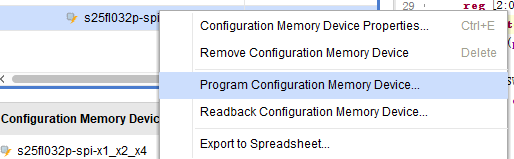 s25fl032p-spi-
Configuration Memory Device Properties... Ctrl+E
Remove Configuration Memory Device Delete
Program Configuration Memory Device...
Readback Configuration Memory Device...
Export to Spreadsheet...
29
reg [2:0
Configuration Memory Devic
s25fl032p-spi-x1_x2_x4